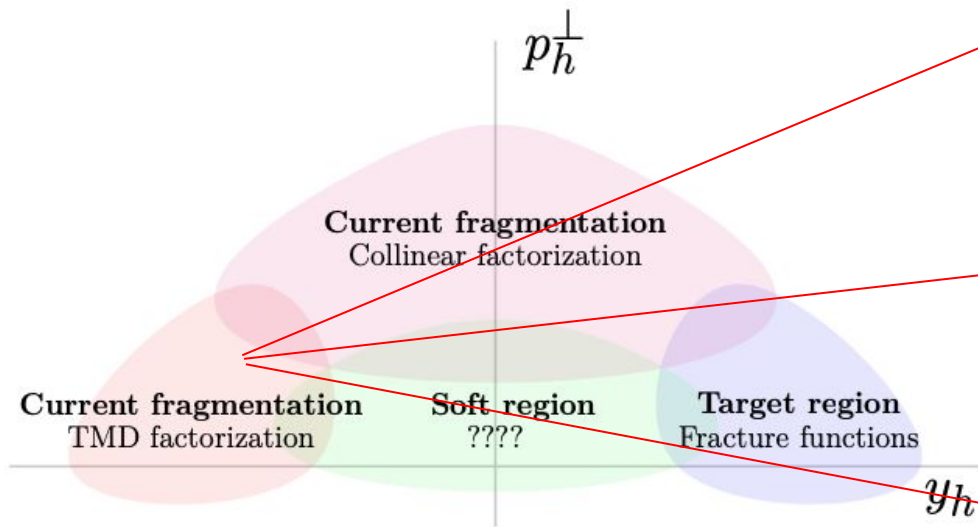 p_h^⊥
Current fragmentation
Collinear factorization
Current fragmentation
TMD factorization
Soft region
????
Target region
Fracture functions
y_h